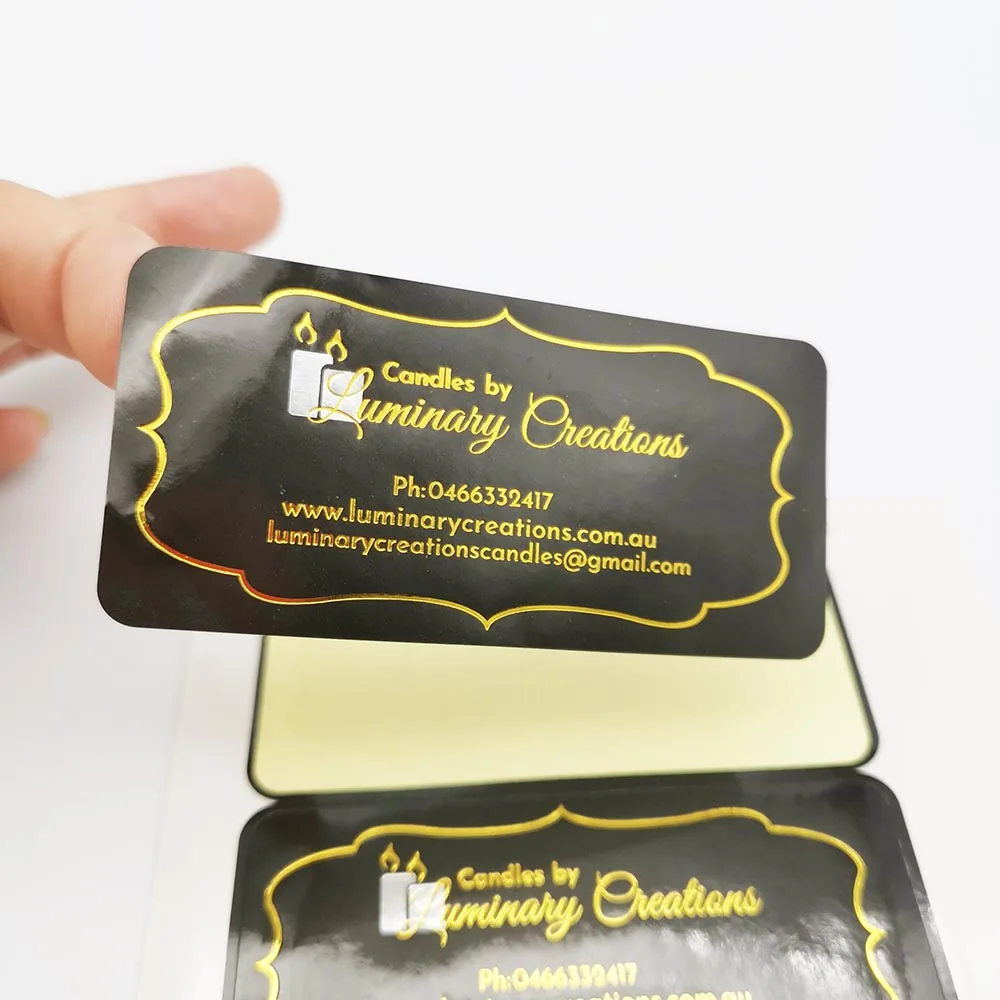 Candles by
Luminary Creations
Ph:0466332417
www.luminarycreations.com.au
luminarycreationscandles@gmail.com
Candles by
Luminary Creations
Ph:0466332417